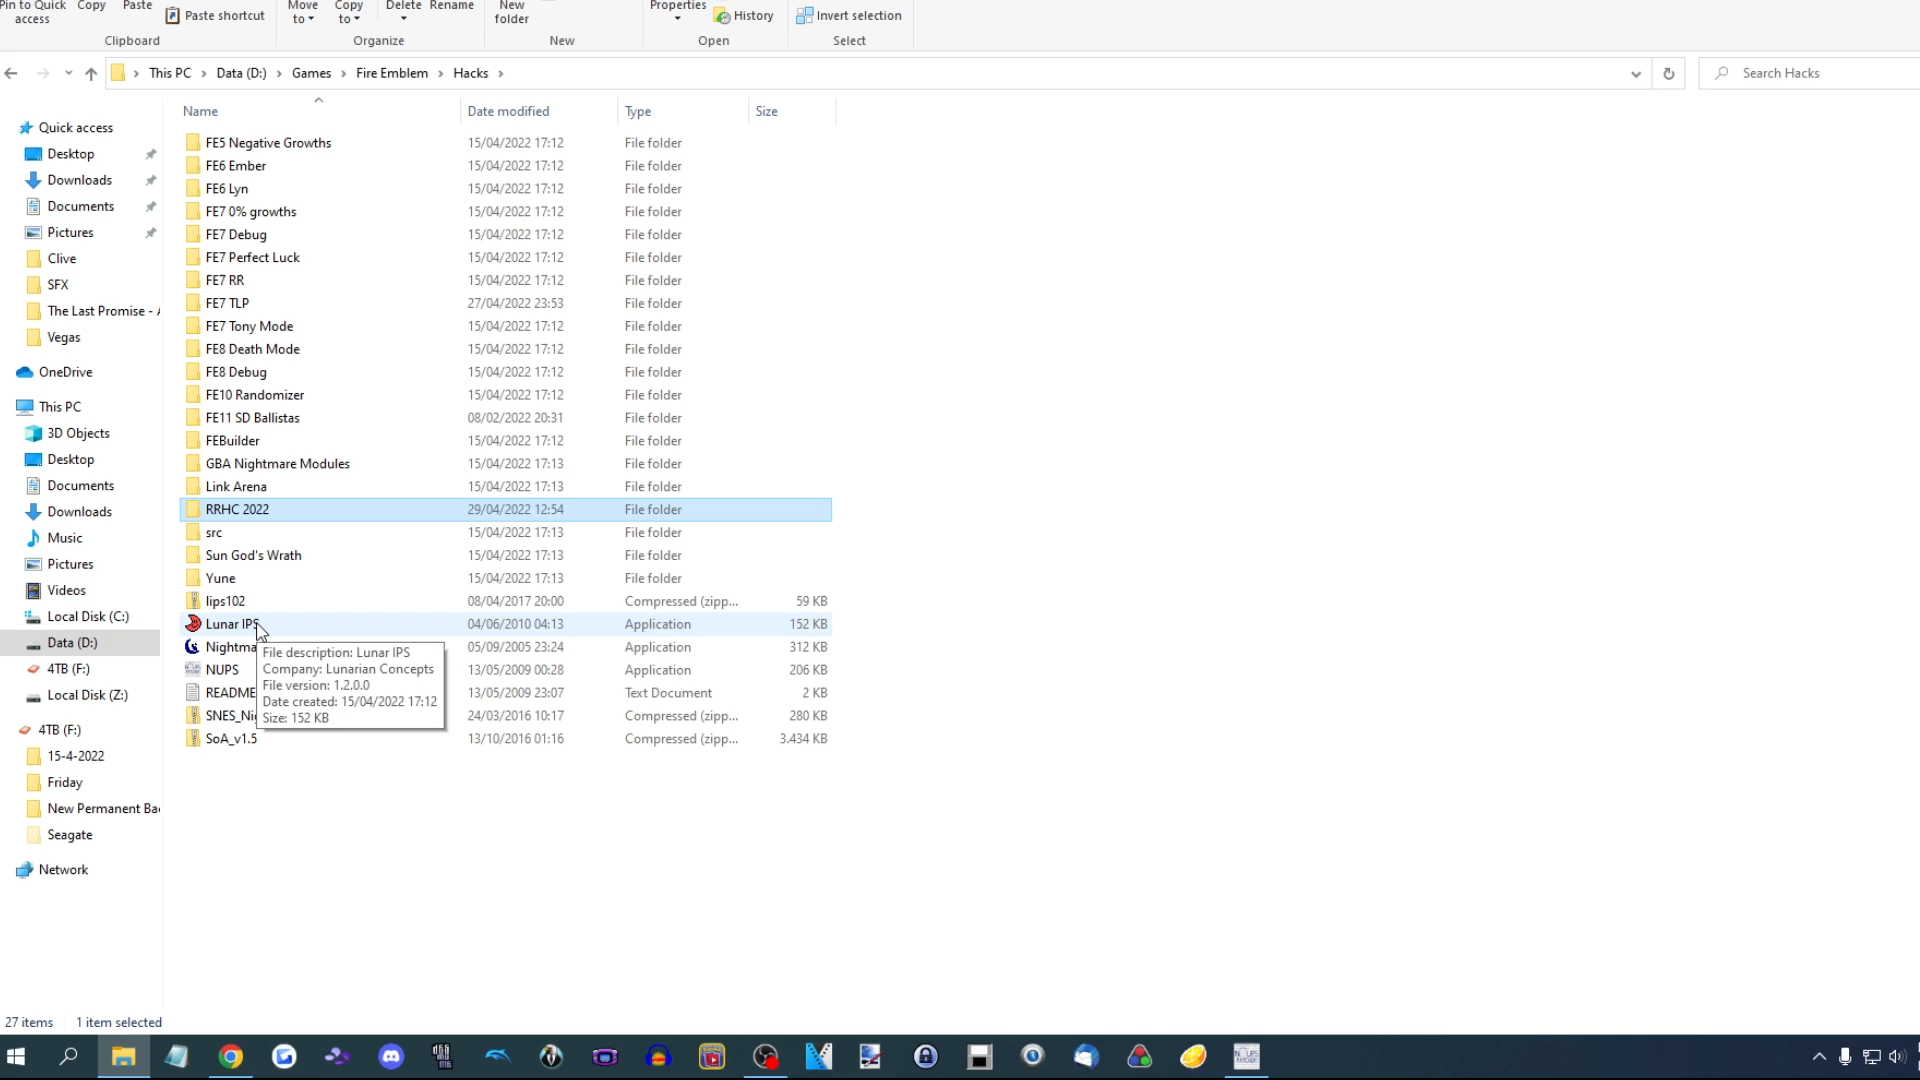 Pin to Quick access
Copy
Paste
Paste shortcut
Clipboard
Move to
Copy to
Delete
Rename
Organize
New folder
New
Properties
History
Open
Invert selection
Select
This PC > Data (D:) > Games > Fire Emblem > Hacks >
Search Hacks
Name Date modified Type Size
FE5 Negative Growths 15/04/2022 17:12 File folder
FE6 Ember 15/04/2022 17:12 File folder
FE6 Lyn 15/04/2022 17:12 File folder
FE7 0% growths 15/04/2022 17:12 File folder
FE7 Debug 15/04/2022 17:12 File folder
FE7 Perfect Luck 15/04/2022 17:12 File folder
FE7 RR 15/04/2022 17:12 File folder
FE7 TLP 27/04/2022 23:53 File folder
FE7 Tony Mode 15/04/2022 17:12 File folder
FE8 Death Mode 15/04/2022 17:12 File folder
FE8 Debug 15/04/2022 17:12 File folder
FE10 Randomizer 15/04/2022 17:12 File folder
FE11 SD Ballistas 08/02/2022 20:31 File folder
FEBuilder 15/04/2022 17:12 File folder
GBA Nightmare Modules 15/04/2022 17:13 File folder
Link Arena 15/04/2022 17:13 File folder
RRHC 2022 29/04/2022 12:54 File folder
src 15/04/2022 17:13 File folder
Sun God's Wrath 15/04/2022 17:13 File folder
Yune 15/04/2022 17:13 File folder
lips102 08/04/2017 20:00 Compressed (zipp... 59 KB
Lunar IPS 04/06/2010 04:13 Application 152 KB
Nightma 05/09/2005 23:24 Application 312 KB
NUPS 13/05/2009 00:28 Application 206 KB
README 13/05/2009 23:07 Text Document 2 KB
SNES_Ni 24/03/2016 10:17 Compressed (zipp... 280 KB
SoA_v1.5 13/10/2016 01:16 Compressed (zipp... 3.434 KB
File description: Lunar IPS
Company: Lunarian Concepts
File version: 1.2.0.0
Date created: 15/04/2022 17:12
Size: 152 KB
Quick access
Desktop
Downloads
Documents
Pictures
Clive
SFX
The Last Promise -
Vegas
OneDrive
This PC
3D Objects
Desktop
Documents
Downloads
Music
Pictures
Videos
Local Disk (C:)
Data (D:)
4TB (F:)
Local Disk (Z:)
4TB (F:)
15-4-2022
Friday
New Permanent Ba
Seagate
Network
27 items 1 item selected